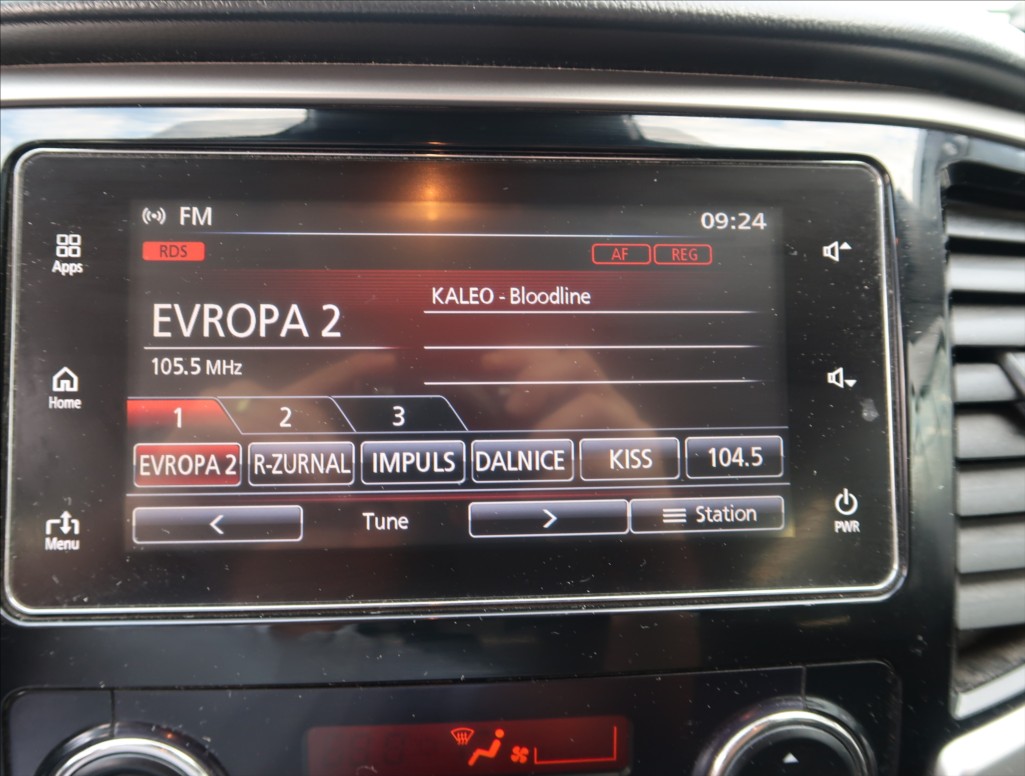 FM 09:24
RDS AF REG
Apps
KALEO - Bloodline
EVROPA 2
105.5 MHz
Home
1 2 3
EVROPA 2 R-ZURNAL IMPULS DALNICE KISS 104.5
< Tune > Station
Menu PWR